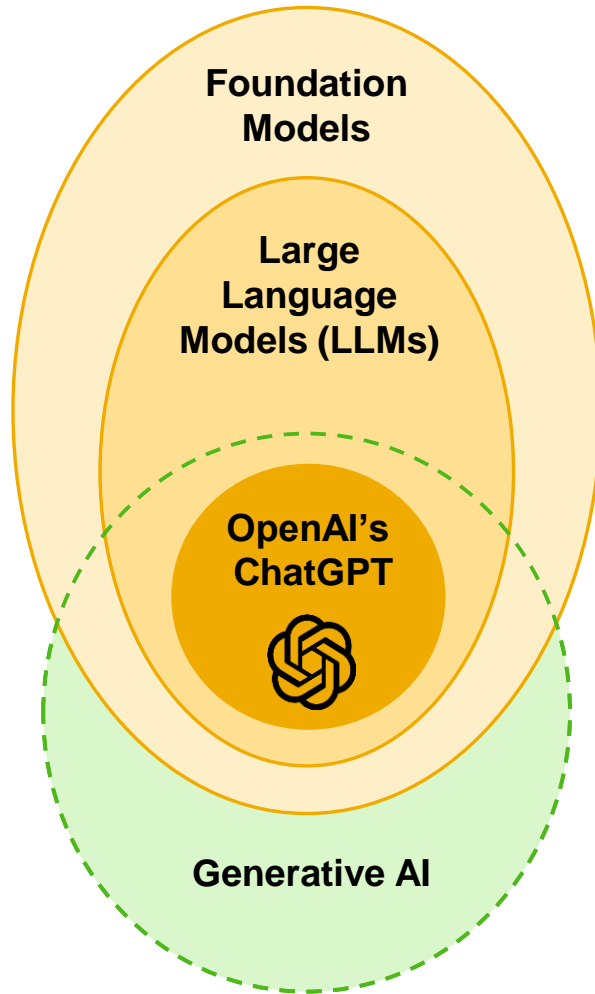 Foundation
Models
Large
Language
Models (LLMs)
OpenAI’s
ChatGPT
Generative AI